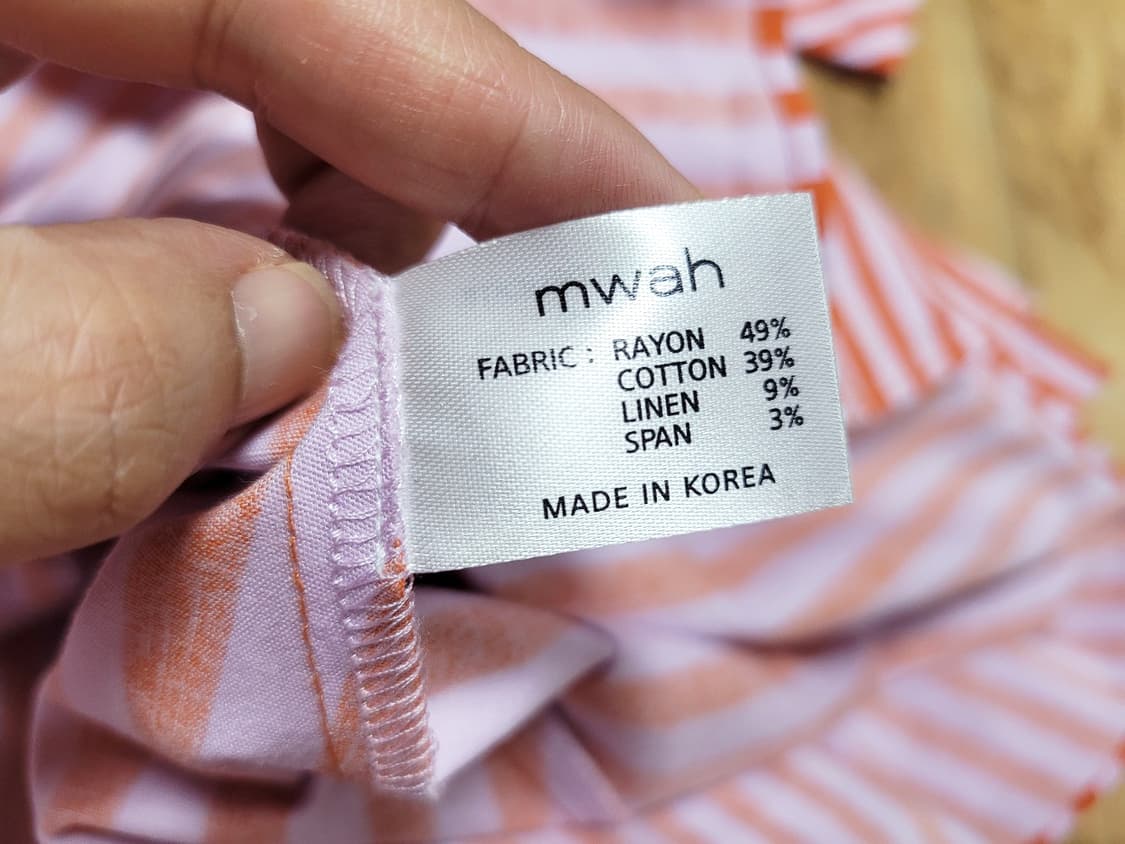 mwah
FABRIC : RAYON 49%
COTTON 39%
LINEN 9%
SPAN 3%
MADE IN KOREA